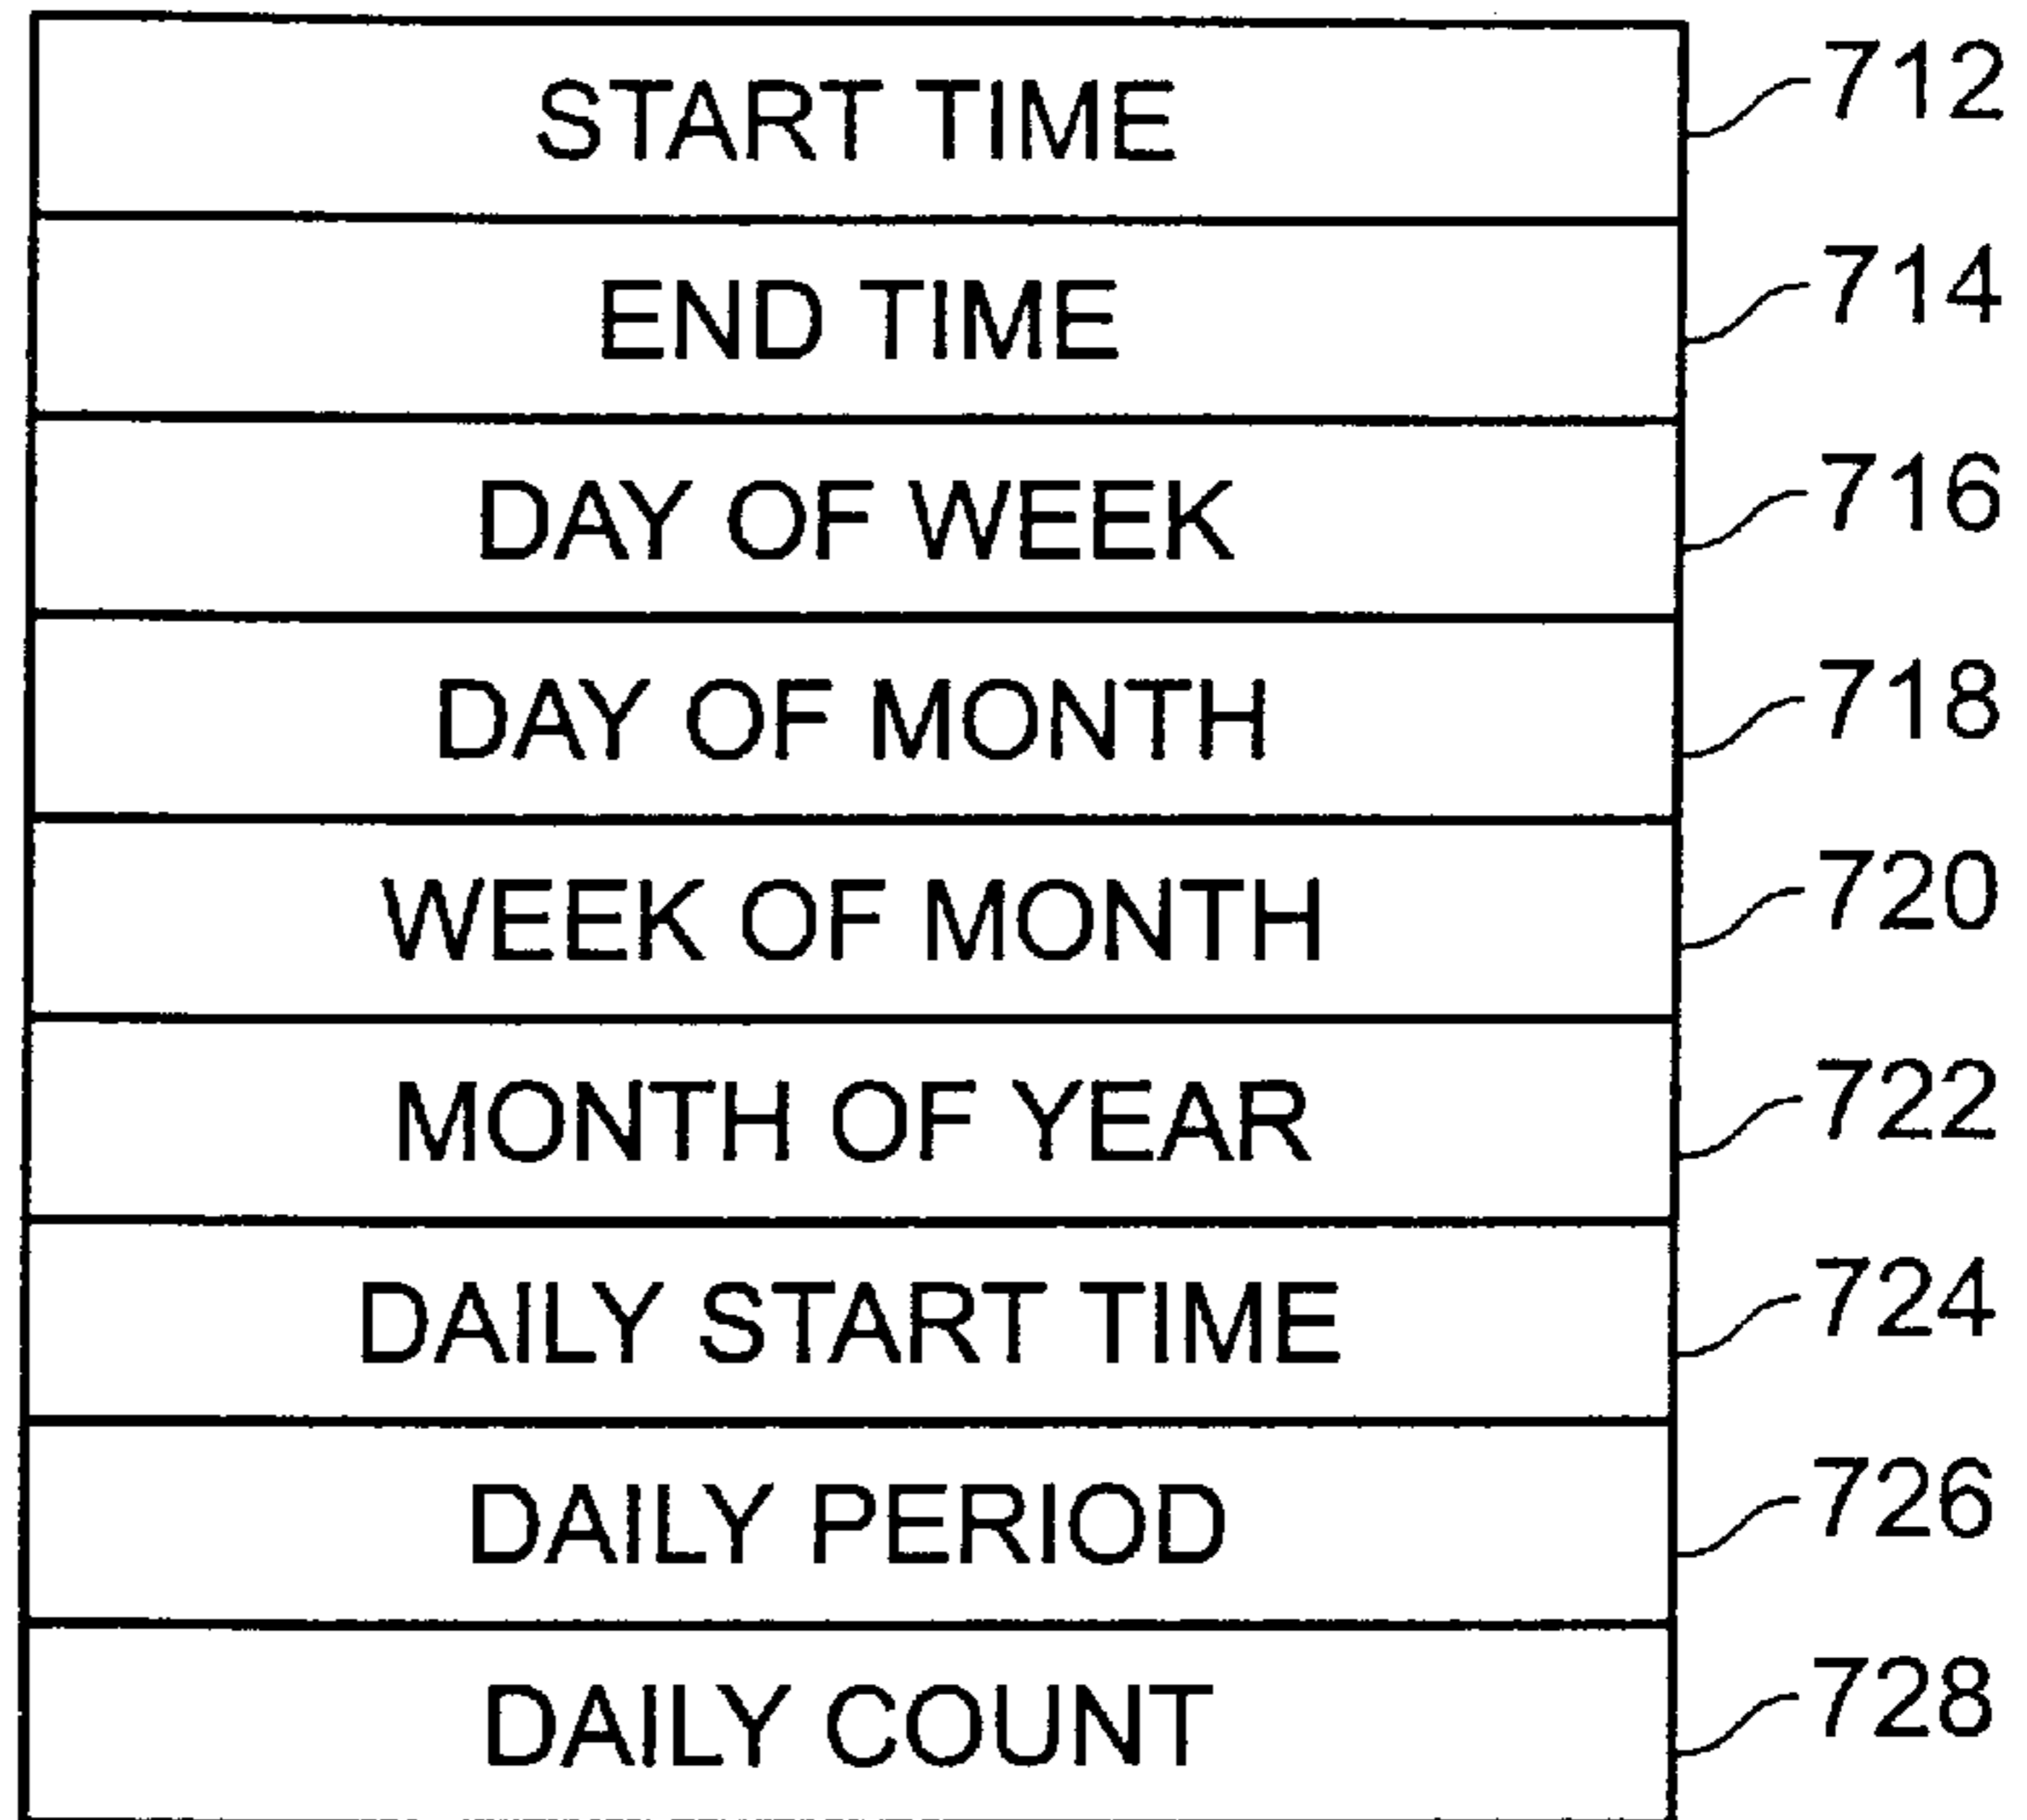 START TIME 712
END TIME 714
DAY OF WEEK 716
DAY OF MONTH 718
WEEK OF MONTH 720
MONTH OF YEAR 722
DAILY START TIME 724
DAILY PERIOD 726
DAILY COUNT 728